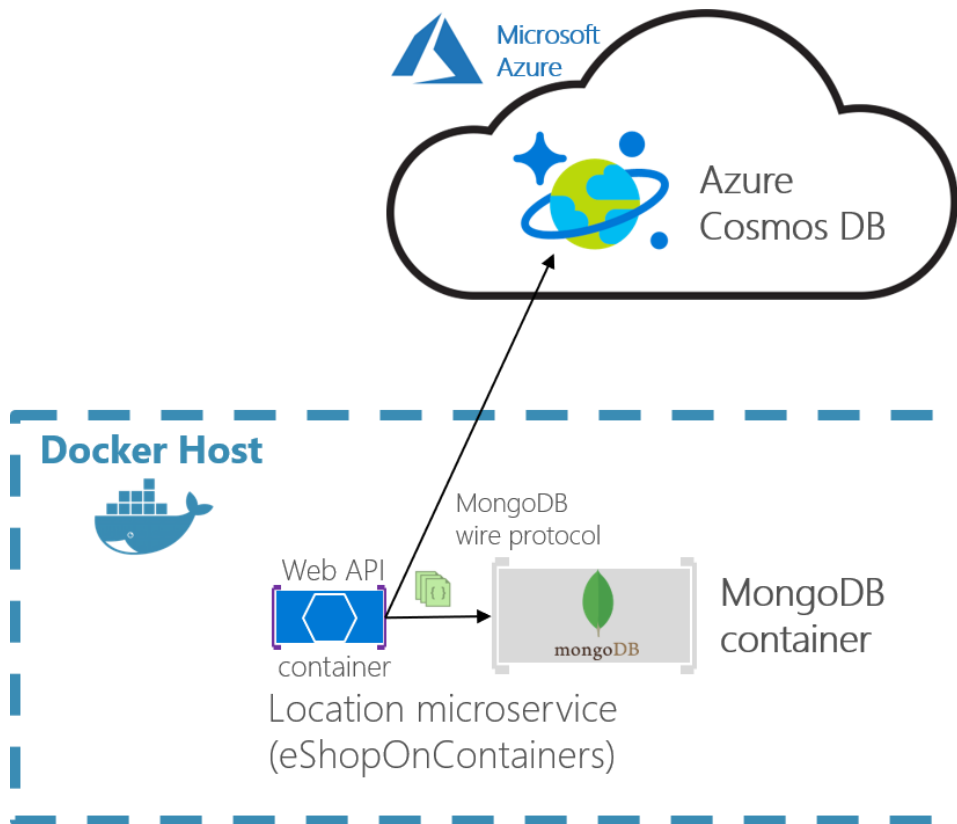 Microsoft
Azure
Azure
Cosmos DB
Docker Host
MongoDB
wire protocol
Web API
{ }
mongoDB
MongoDB
container
container
Location microservice
(eShopOnContainers)